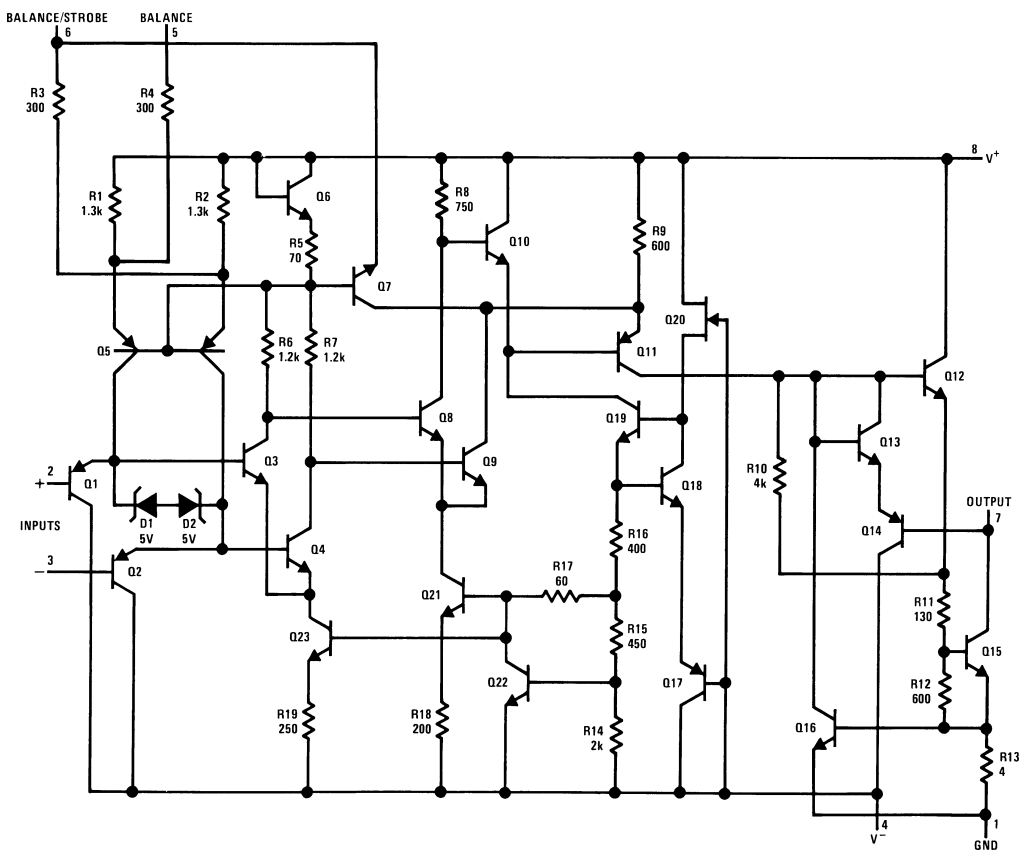 BALANCE/STROBE BALANCE
6 5
R3
300
R4
300
8 V+
R1
1.3k
R2
1.3k
Q6
R8
750
R5
70
Q10
R9
600
Q7
Q20
Q5
R6
1.2k
R7
1.2k
Q11
Q12
Q8
Q19
Q13
2
+
Q1
Q3
Q9
Q18
R10
4k
INPUTS
D1
5V
D2
5V
OUTPUT
7
Q14
R16
400
3
−
Q2
Q4
R17
60
Q21
R11
130
Q23
R15
450
Q15
Q22
Q17
R12
600
R19
250
R18
200
R14
2k
Q16
R13
4
4
V−
1
GND